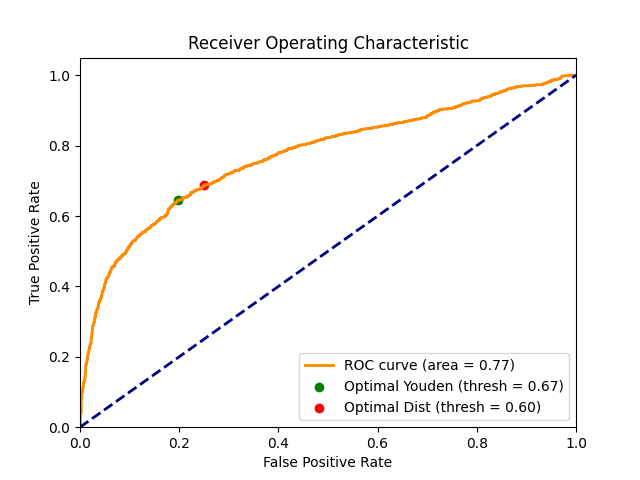 Receiver Operating Characteristic
1.0
0.8
0.6
0.4
0.2
0.0
True Positive Rate
ROC curve (area = 0.77)
Optimal Youden (thresh = 0.67)
Optimal Dist (thresh = 0.60)
0.0 0.2 0.4 0.6 0.8 1.0
False Positive Rate